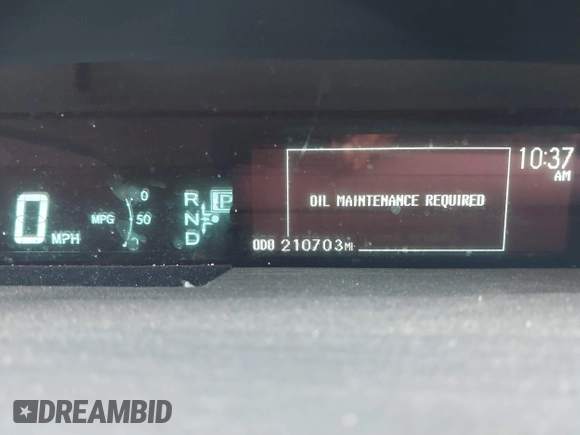 10:37
AM
OIL MAINTENANCE REQUIRED
0
MPH
MPG
0
50
R
P
N
D
ODO 210703 MI
DREAMBID